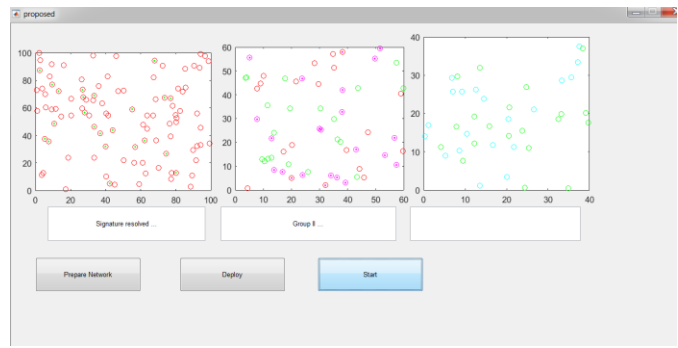 proposed
100
80
60
40
20
0
0 20 40 60 80 100
60
50
40
30
20
10
0
0 10 20 30 40 50 60
40
30
20
10
0
0 10 20 30 40
Signature resolved ...
Group II ...
Prepare Network
Deploy
Start